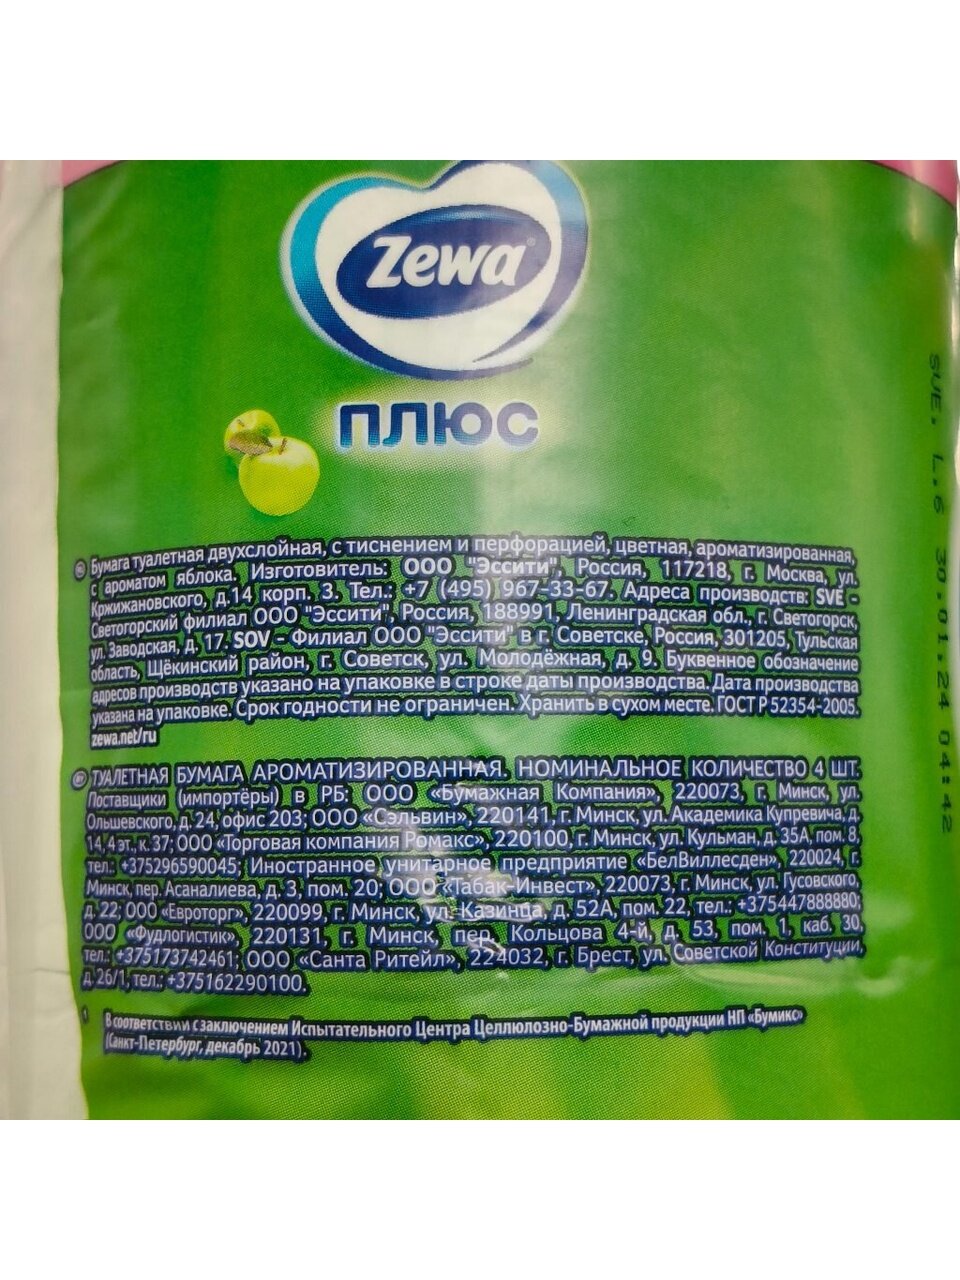 Zewa
плюс
RU Бумага туалетная двухслойная, с тиснением и перфорацией, цветная, ароматизированная,
с ароматом яблока. Изготовитель: ООО "Эссити", Россия, 117218, г. Москва, ул.
Кржижановского, д.14 корп. 3. Тел.: +7 (495) 967-33-67. Адреса производств: SVE -
Светогорский филиал ООО "Эссити", Россия, 188991, Ленинградская обл., г. Светогорск,
ул. Заводская, д. 17. SOV – Филиал ООО "Эссити" в г. Советске, Россия, 301205, Тульская
область, Щёкинский район, г. Советск, ул. Молодёжная, д. 9. Буквенное обозначение
адресов производств указано на упаковке в строке даты производства. Дата производства
указана на упаковке. Срок годности не ограничен. Хранить в сухом месте. ГОСТ Р 52354-2005.
zewa.net/ru
BY ТУАЛЕТНАЯ БУМАГА АРОМАТИЗИРОВАННАЯ. НОМИНАЛЬНОЕ КОЛИЧЕСТВО 4 ШТ.
Поставщики (импортёры) в РБ: ООО «Бумажная Компания», 220073, г. Минск, ул.
Ольшевского, д. 24, офис 203; ООО «Сэльвин», 220141, г. Минск, ул. Академика Купревича, д.
14, 4 эт., к. 37; ООО «Торговая компания Ромакс», 220100, г. Минск, ул. Кульман, д. 35А, пом. 8,
тел.: +375296590045; Иностранное унитарное предприятие «БелВиллесден», 220024, г.
Минск, пер. Асаналиева, д. 3, пом. 20; ООО «Табак-Инвест», 220073, г. Минск, ул. Гусовского,
д. 22; ООО «Евроторг», 220099, г. Минск, ул. Казинца, д. 52А, пом. 22, тел.: +375447888880;
ООО «Фудлогистик», 220131, г. Минск, пер. Кольцова 4-й, д. 53, пом. 1, каб. 30,
тел.: +375173742461; ООО «Санта Ритейл», 224032, г. Брест, ул. Советской Конституции,
д. 26/1, тел.: +375162290100.
В соответствии с заключением Испытательного Центра Целлюлозно-Бумажной продукции НП «Бумикс»
(Санкт-Петербург, декабрь 2021).
SVE, L,6 30,01,24 04:42